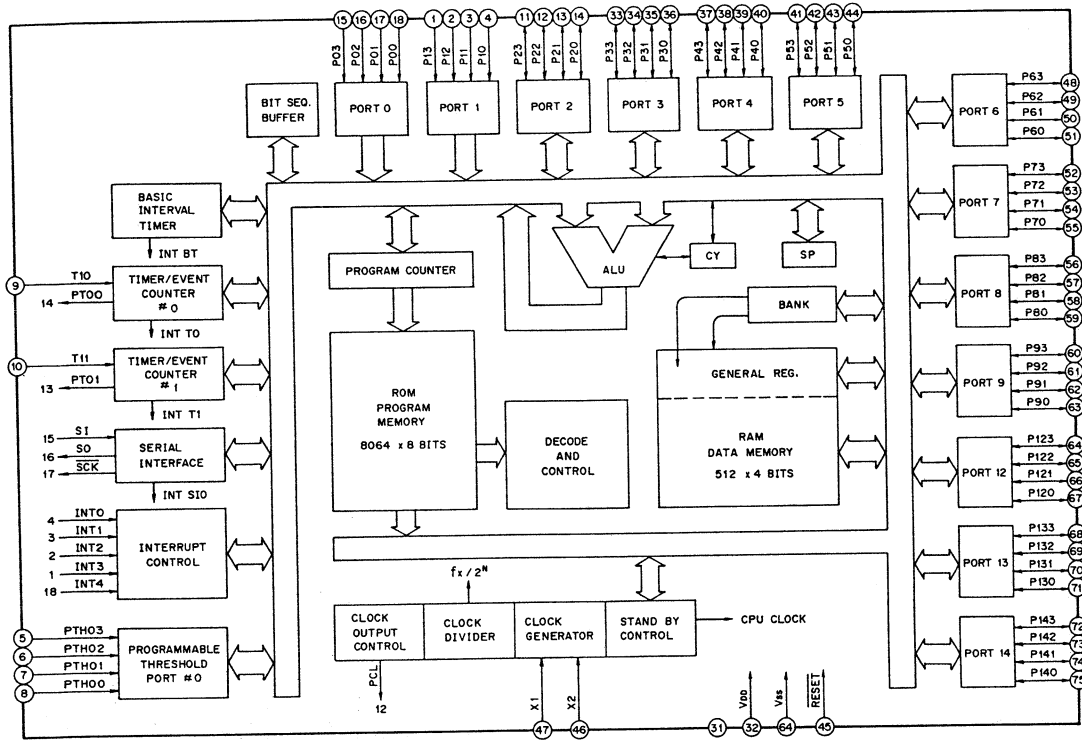 15 16 17 18 1 2 3 4 11 12 13 14 33 34 35 36 37 38 39 40 41 42 43 44
P03 P02 P01 P00 P13 P12 P11 P10 P23 P22 P21 P20 P33 P32 P31 P30 P43 P42 P41 P40 P53 P52 P51 P50
BIT SEQ.
BUFFER
PORT 0
PORT 1
PORT 2
PORT 3
PORT 4
PORT 5
PORT 6
P63 48
P62 49
P61 50
P60 51
PORT 7
P73 52
P72 53
P71 54
P70 55
PORT 8
P83 56
P82 57
P81 58
P80 59
PORT 9
P93 60
P92 61
P91 62
P90 63
PORT 12
P123 64
P122 65
P121 66
P120 67
PORT 13
P133 68
P132 69
P131 70
P130 71
PORT 14
P143 72
P142 73
P141 74
P140 75
BASIC
INTERVAL
TIMER
INT BT
9 T10
14 PT00
TIMER/EVENT
COUNTER
#0
INT T0
10 T11
13 PT01
TIMER/EVENT
COUNTER
#1
INT T1
15 SI
16 SO
17 SCK
SERIAL
INTERFACE
INT SIO
4 INT0
3 INT1
2 INT2
1 INT3
18 INT4
INTERRUPT
CONTROL
5 PTH03
6 PTH02
7 PTH01
8 PTH00
PROGRAMMABLE
THRESHOLD
PORT #0
PROGRAM COUNTER
ALU
CY
SP
BANK
ROM
PROGRAM
MEMORY
8064 x 8 BITS
DECODE
AND
CONTROL
GENERAL REG.
RAM
DATA MEMORY
512 x 4 BITS
fx/2ᴺ
CLOCK
OUTPUT
CONTROL
CLOCK
DIVIDER
CLOCK
GENERATOR
STAND BY
CONTROL
CPU CLOCK
PCL
12
X1
X2
VDD
VSS
RESET
47 46 31 32 64 45